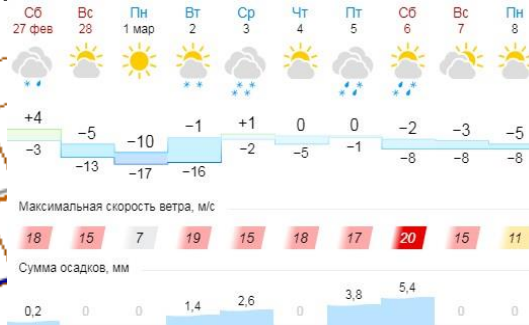 Сб Вс Пн Вт Ср Чт Пт Сб Вс Пн
27 фев 28 1 мар 2 3 4 5 6 7 8
+4 −5 −10 −1 +1 0 0 −2 −3 −5
−3 −13 −17 −16 −2 −5 −1 −8 −8 −8
Максимальная скорость ветра, м/с
18 15 7 19 15 18 17 20 15 11
Сумма осадков, мм
0,2 0 0 1,4 2,6 0 3,8 5,4 0 0